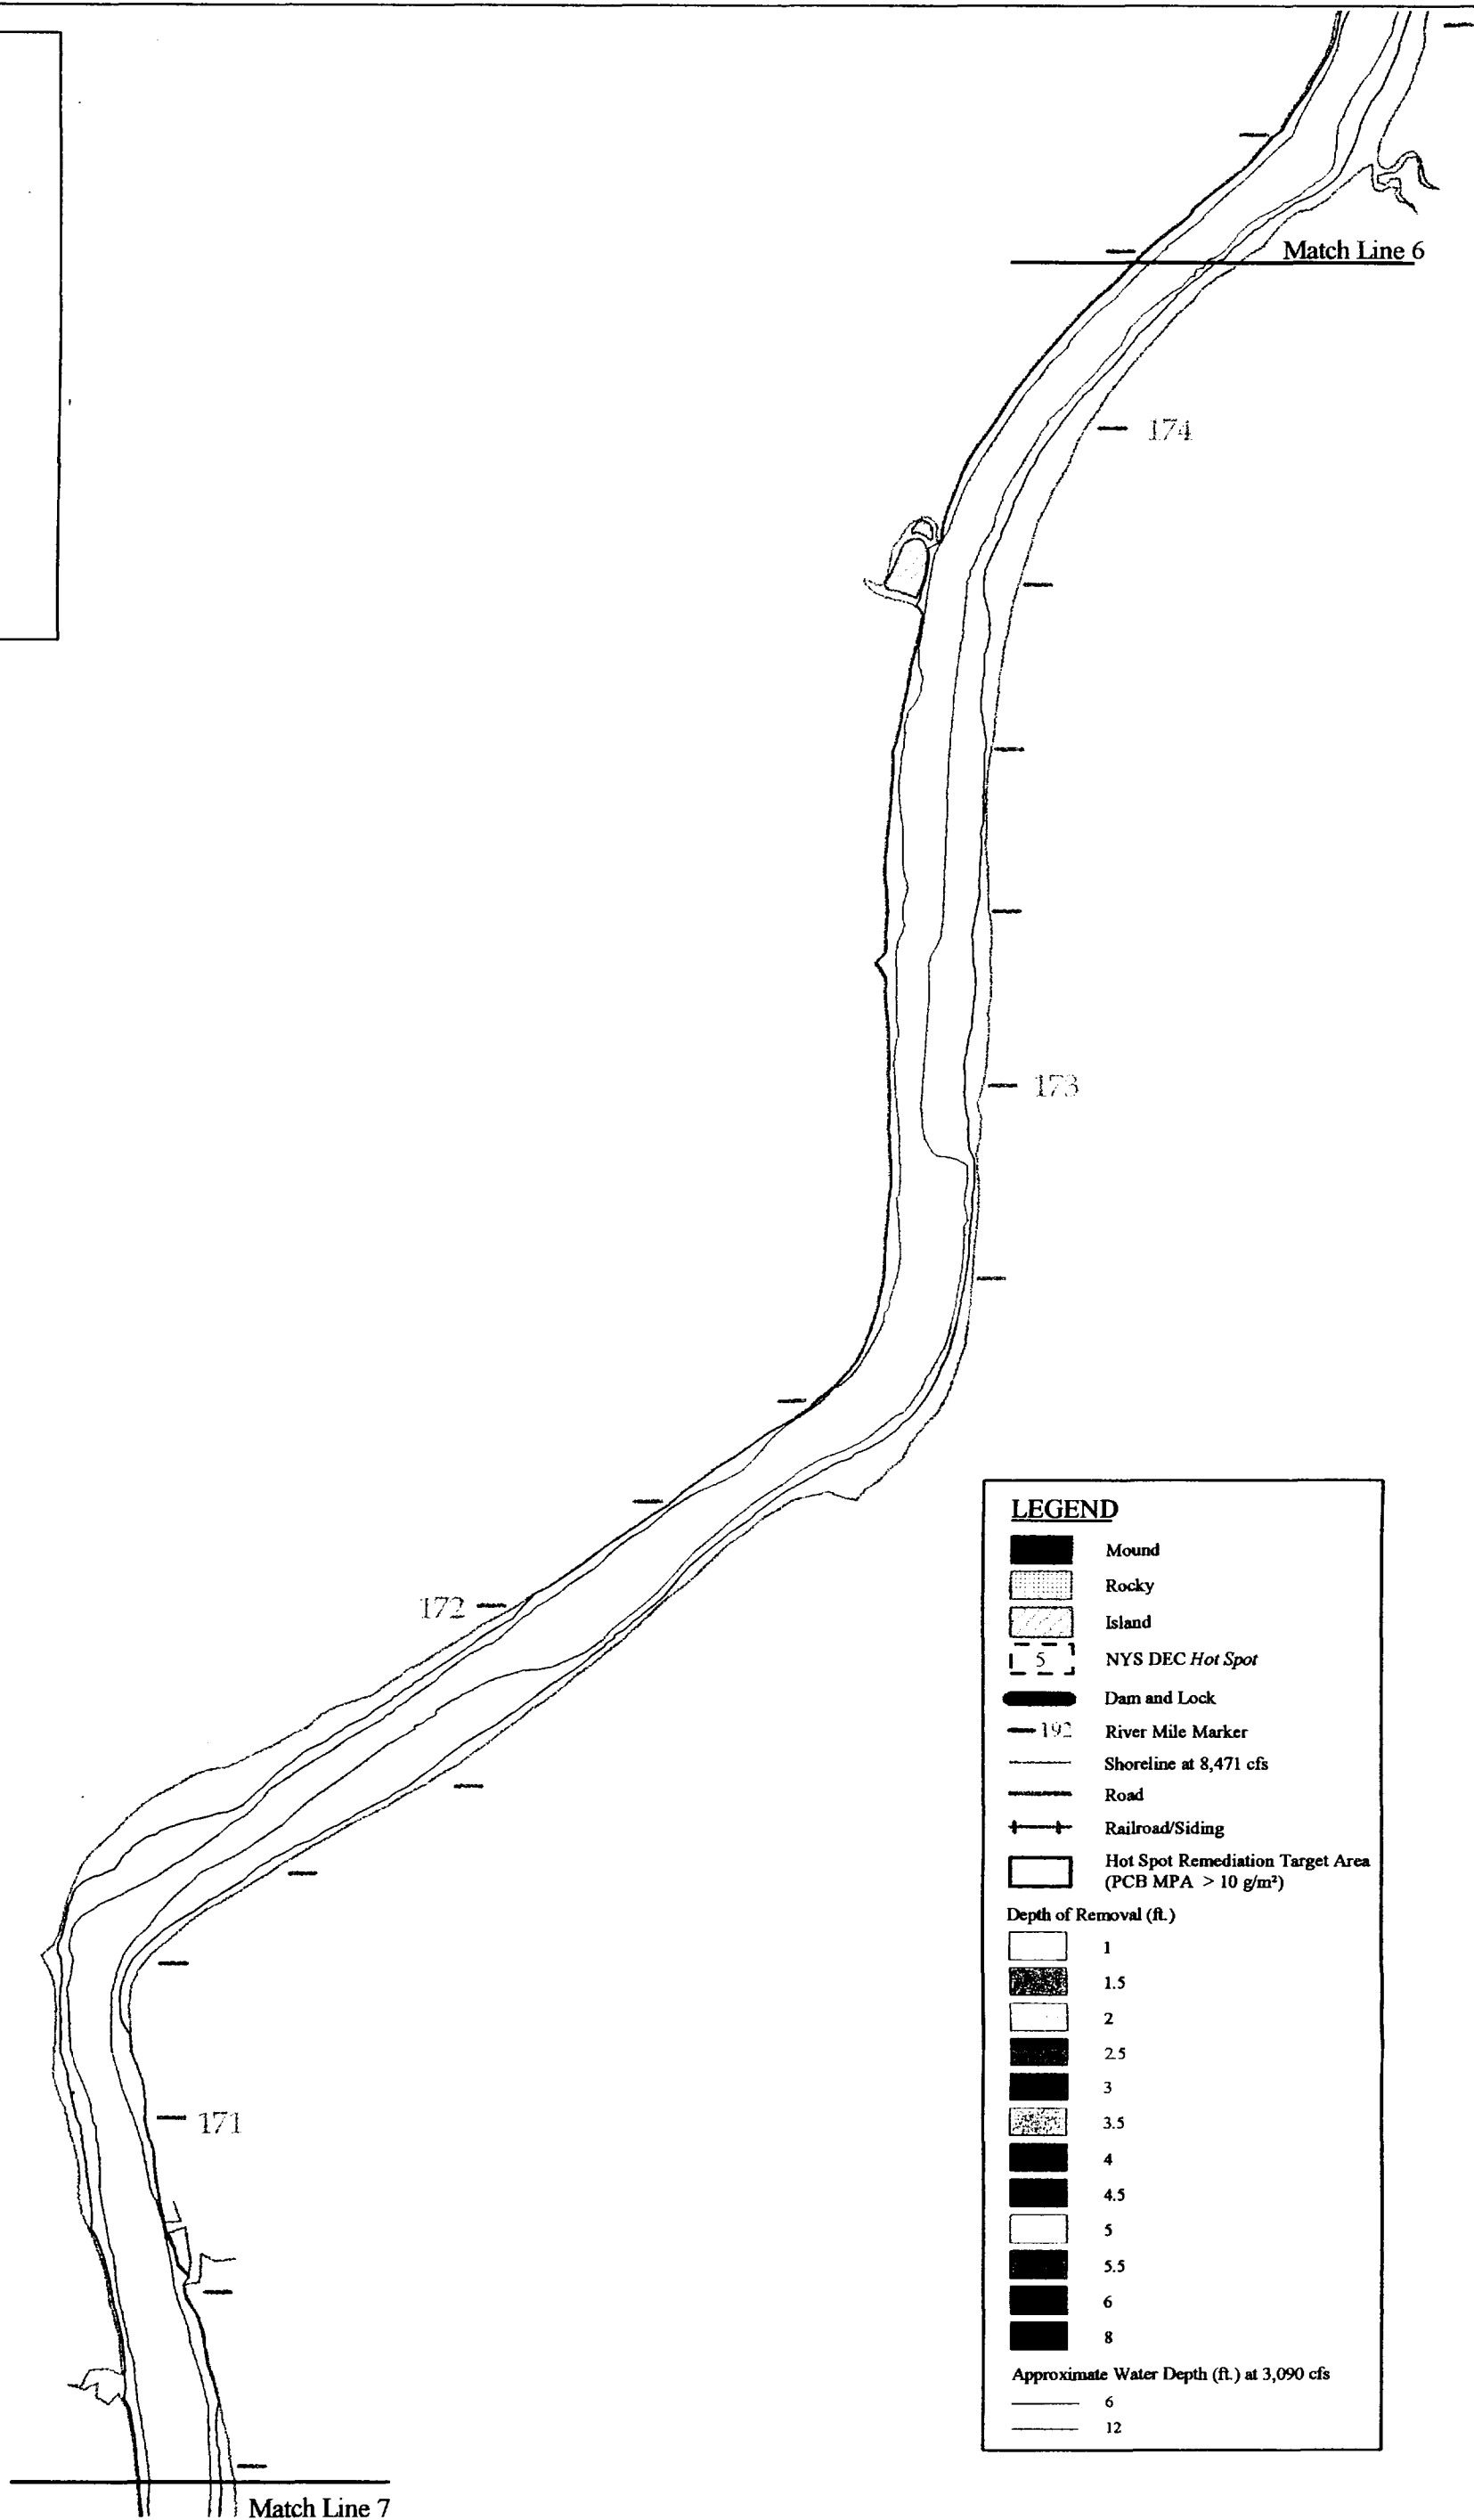 Match Line 6
174
173
172
171
Match Line 7
LEGEND
Mound
Rocky
Island
5 NYS DEC Hot Spot
Dam and Lock
192 River Mile Marker
Shoreline at 8,471 cfs
Road
Railroad/Siding
Hot Spot Remediation Target Area
(PCB MPA > 10 g/m²)
Depth of Removal (ft.)
1
1.5
2
2.5
3
3.5
4
4.5
5
5.5
6
8
Approximate Water Depth (ft.) at 3,090 cfs
6
12